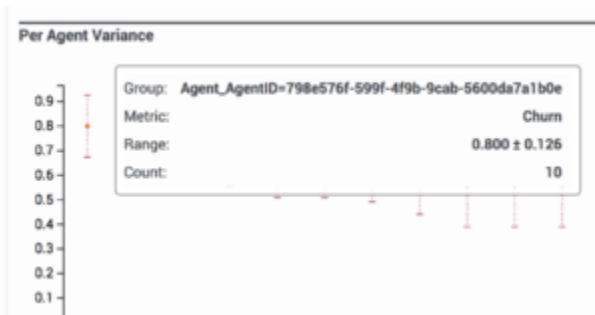 Per Agent Variance
Group: Agent_AgentID=798e576f-599f-4f9b-9cab-5600da7a1b0e
Metric: Churn
Range: 0.800 ± 0.126
Count: 10
0.9
0.8
0.7
0.6
0.5
0.4
0.3
0.2
0.1